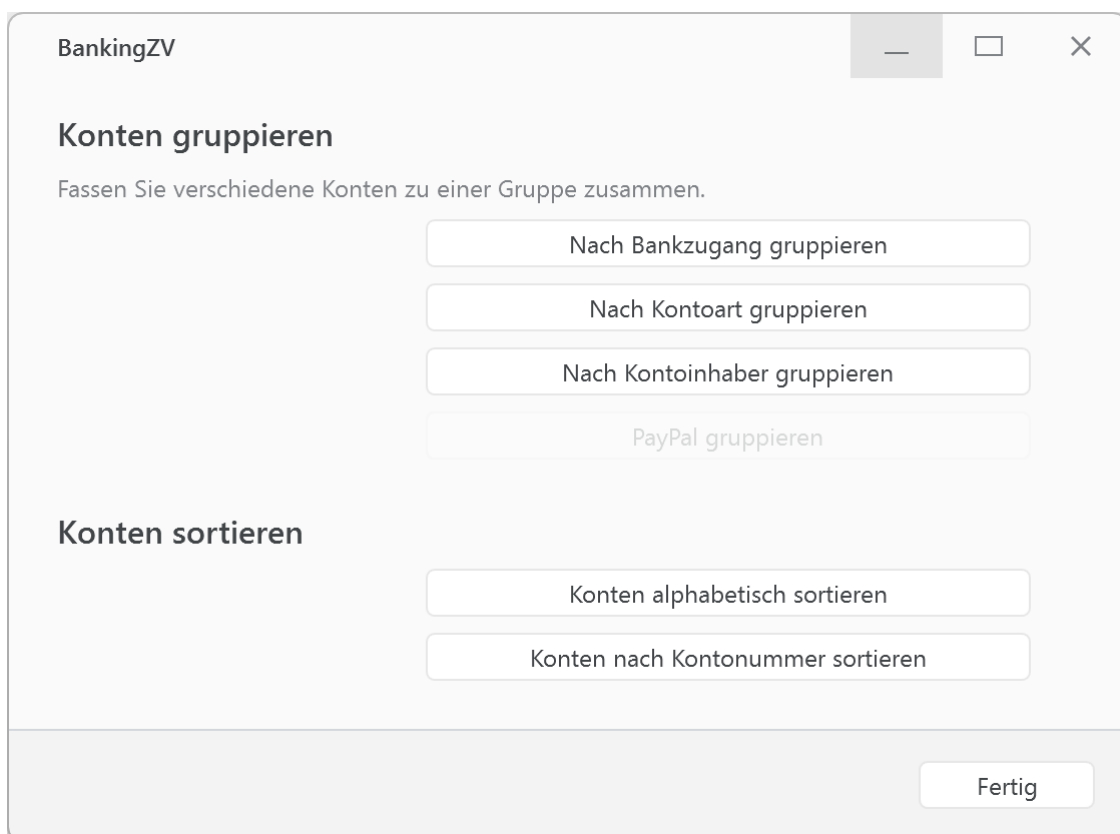 BankingZV
Konten gruppieren
Fassen Sie verschiedene Konten zu einer Gruppe zusammen.
Nach Bankzugang gruppieren
Nach Kontoart gruppieren
Nach Kontoinhaber gruppieren
PayPal gruppieren
Konten sortieren
Konten alphabetisch sortieren
Konten nach Kontonummer sortieren
Fertig